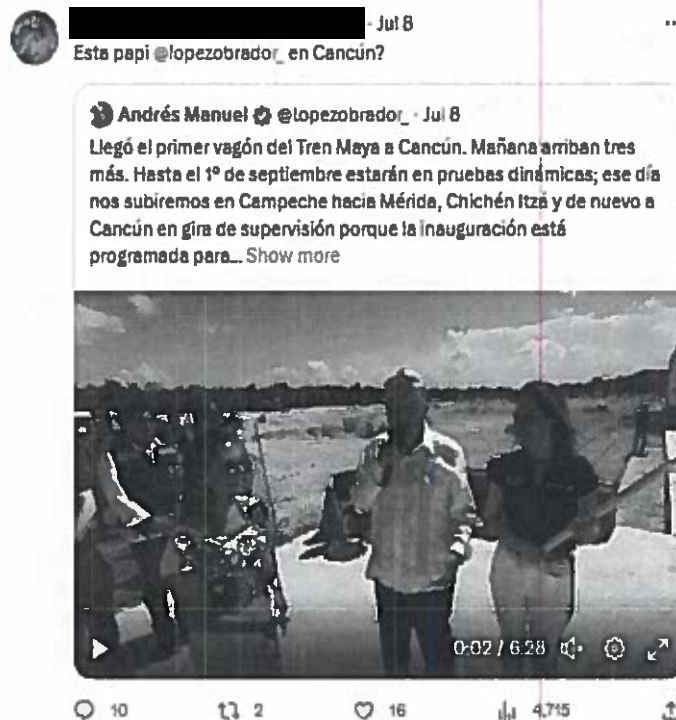 · Jul 8
Esta papi @lopezobrador_ en Cancún?
Andrés Manuel @lopezobrador_ · Jul 8
Llegó el primer vagón del Tren Maya a Cancún. Mañana arriban tres
más. Hasta el 1º de septiembre estarán en pruebas dinámicas; ese día
nos subiremos en Campeche hacia Mérida, Chichén Itzá y de nuevo a
Cancún en gira de supervisión porque la inauguración está
programada para... Show more
0:02 / 6:28
10 2 16 4,715